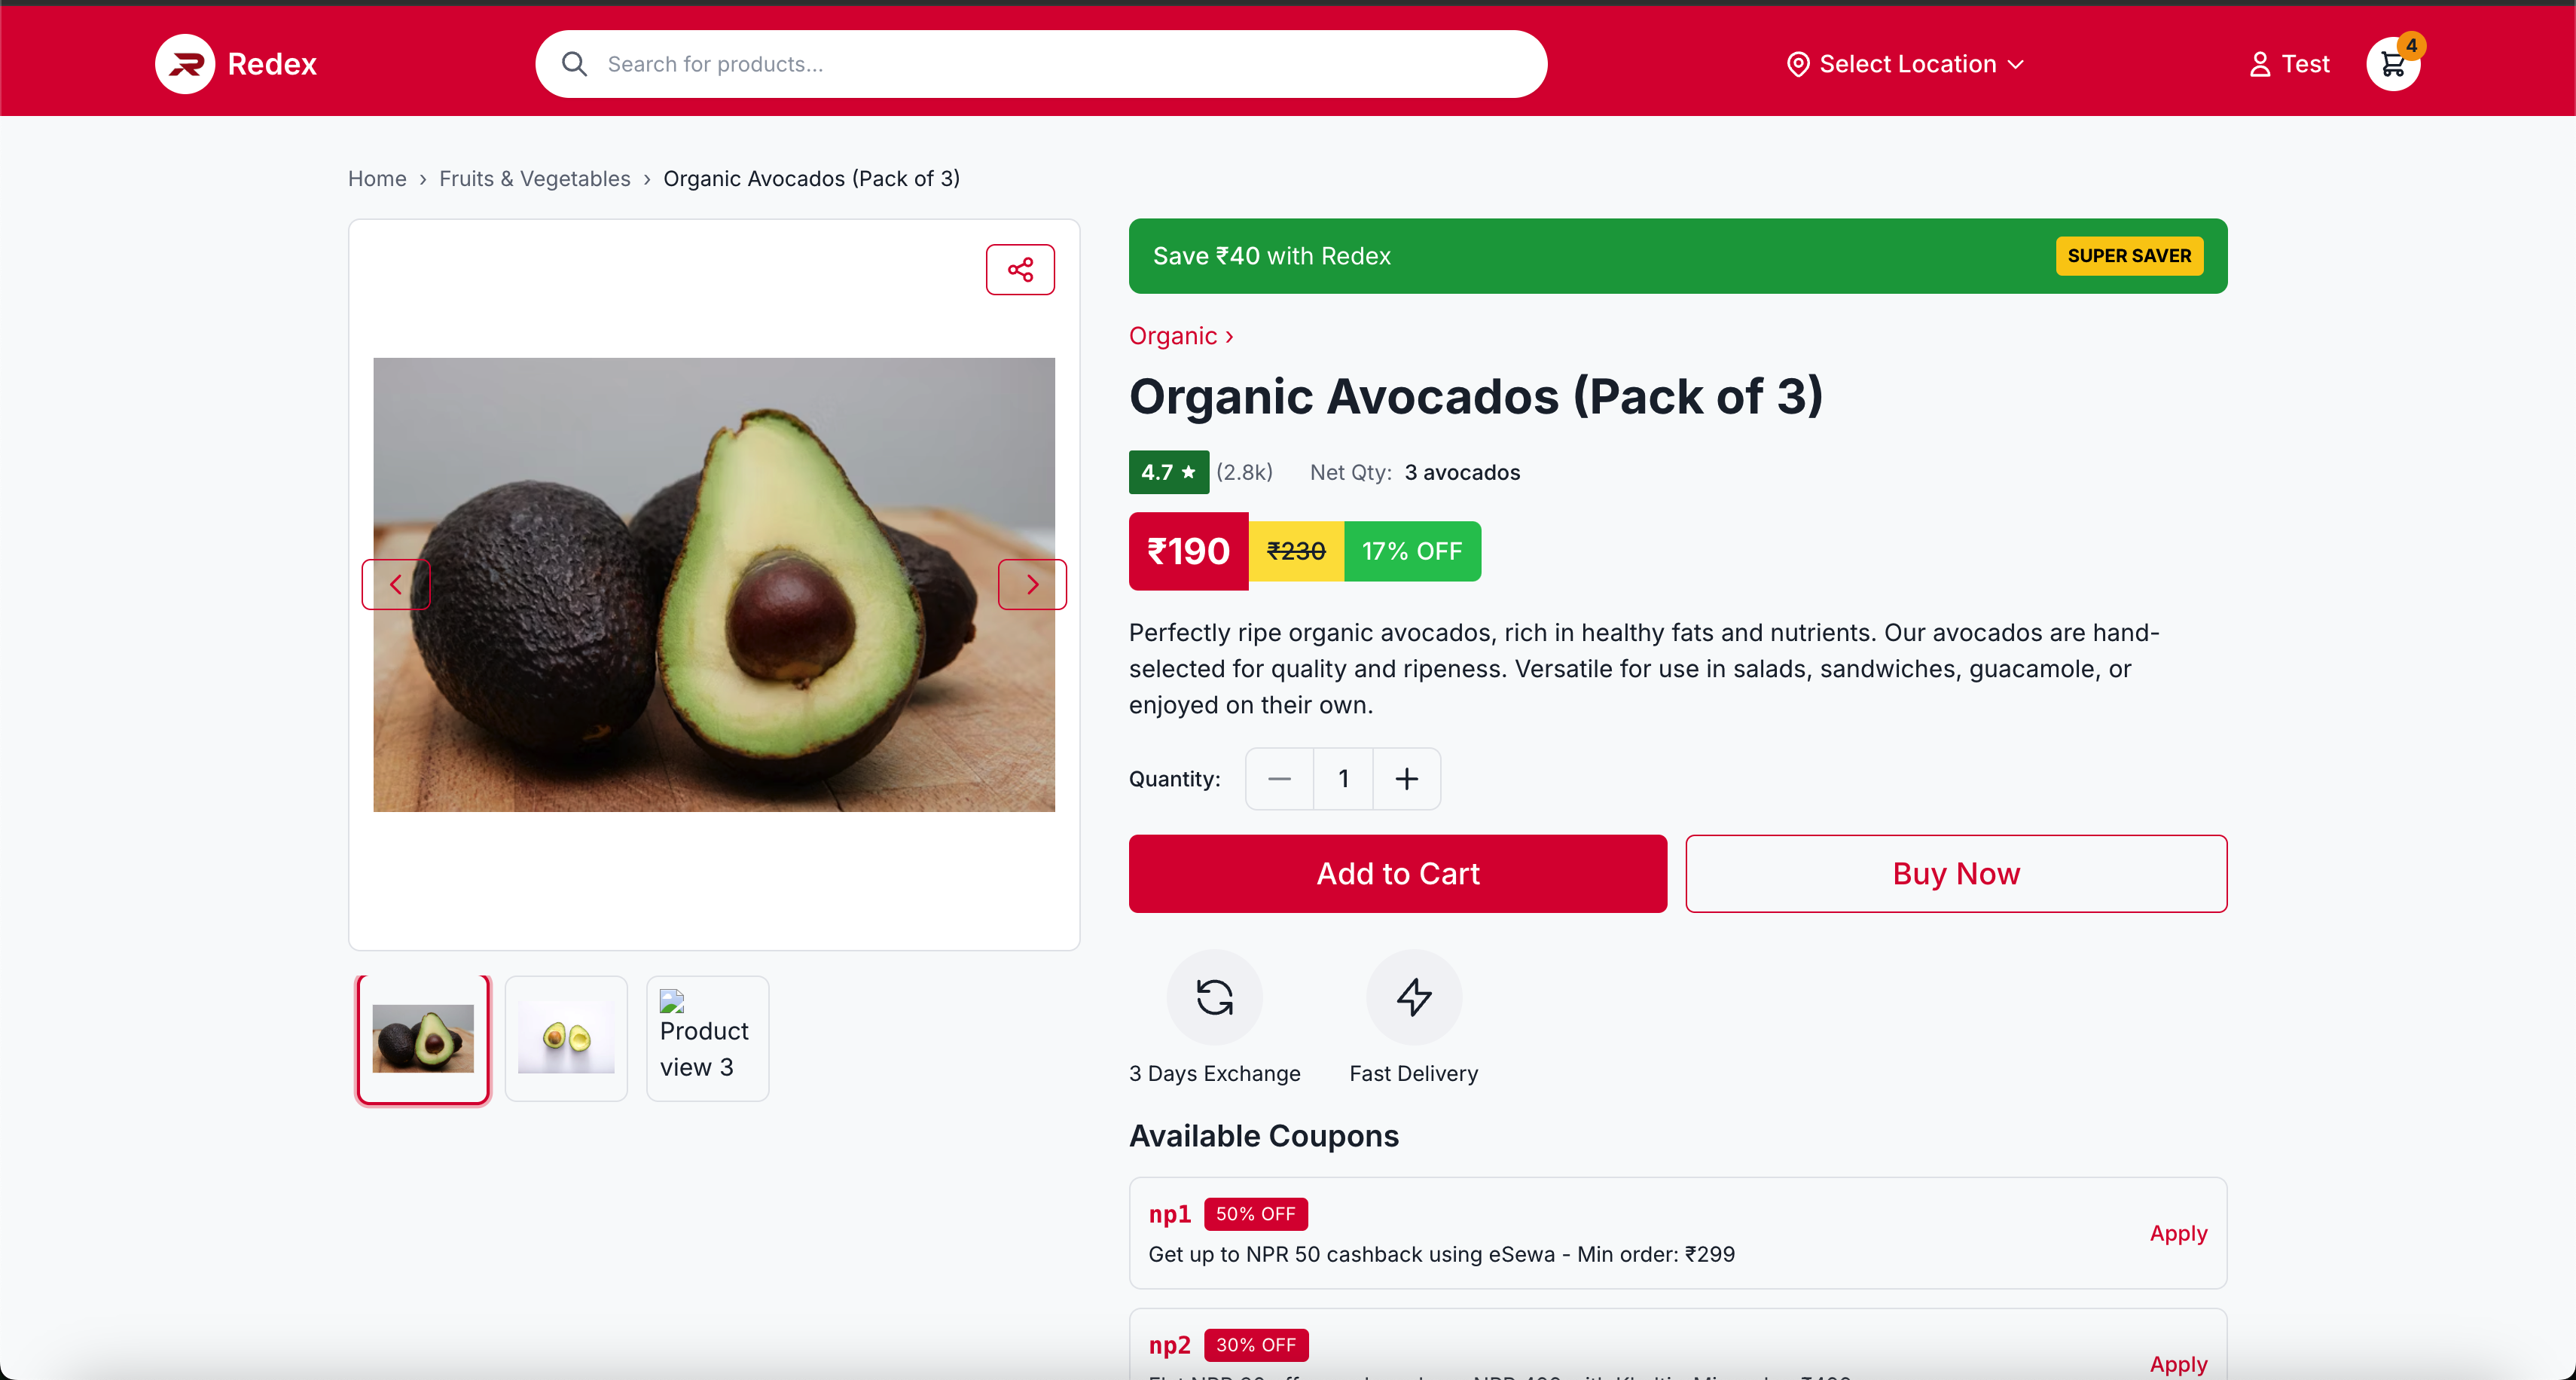 Redex
Search for products...
Select Location
Test
4
Home › Fruits & Vegetables › Organic Avocados (Pack of 3)
Save ₹40 with Redex
SUPER SAVER
Organic ›
Organic Avocados (Pack of 3)
4.7 ★ (2.8k) Net Qty: 3 avocados
₹190 ₹230 17% OFF
Perfectly ripe organic avocados, rich in healthy fats and nutrients. Our avocados are hand-
selected for quality and ripeness. Versatile for use in salads, sandwiches, guacamole, or
enjoyed on their own.
Quantity: 1
Add to Cart
Buy Now
Product
view 3
3 Days Exchange
Fast Delivery
Available Coupons
np1 50% OFF
Get up to NPR 50 cashback using eSewa - Min order: ₹299
Apply
np2 30% OFF
Apply